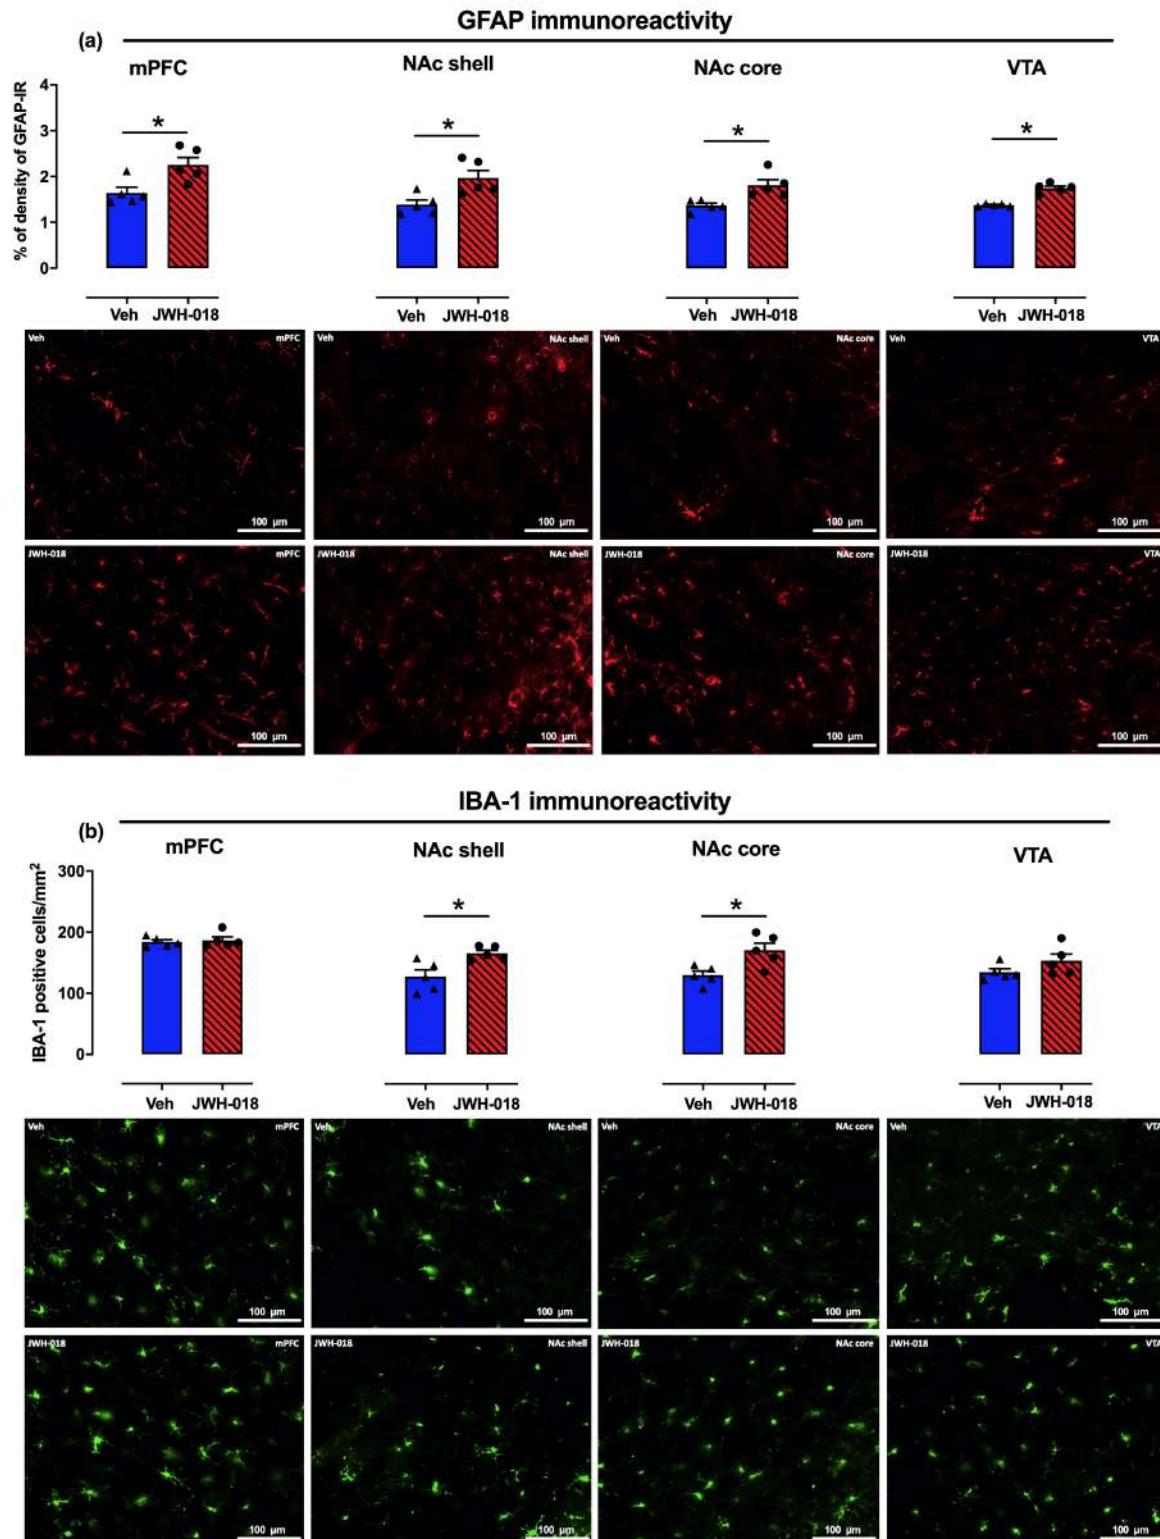 GFAP immunoreactivity
(a)
mPFC NAc shell NAc core VTA
% of density of GFAP-IR
4
3
2
1
0
* * * *
Veh JWH-018 Veh JWH-018 Veh JWH-018 Veh JWH-018
Veh mPFC Veh NAc shell Veh NAc core Veh VTA
100 µm 100 µm 100 µm 100 µm
JWH-018 mPFC JWH-018 NAc shell JWH-018 NAc core JWH-018 VTA
100 µm 100 µm 100 µm 100 µm
IBA-1 immunoreactivity
(b)
mPFC NAc shell NAc core VTA
IBA-1 positive cells/mm²
300
200
100
0
* *
Veh JWH-018 Veh JWH-018 Veh JWH-018 Veh JWH-018
Veh mPFC Veh NAc shell Veh NAc core Veh VTA
100 µm 100 µm 100 µm 100 µm
JWH-018 mPFC JWH-018 NAc shell JWH-018 NAc core JWH-018 VTA
100 µm 100 µm 100 µm 100 µm